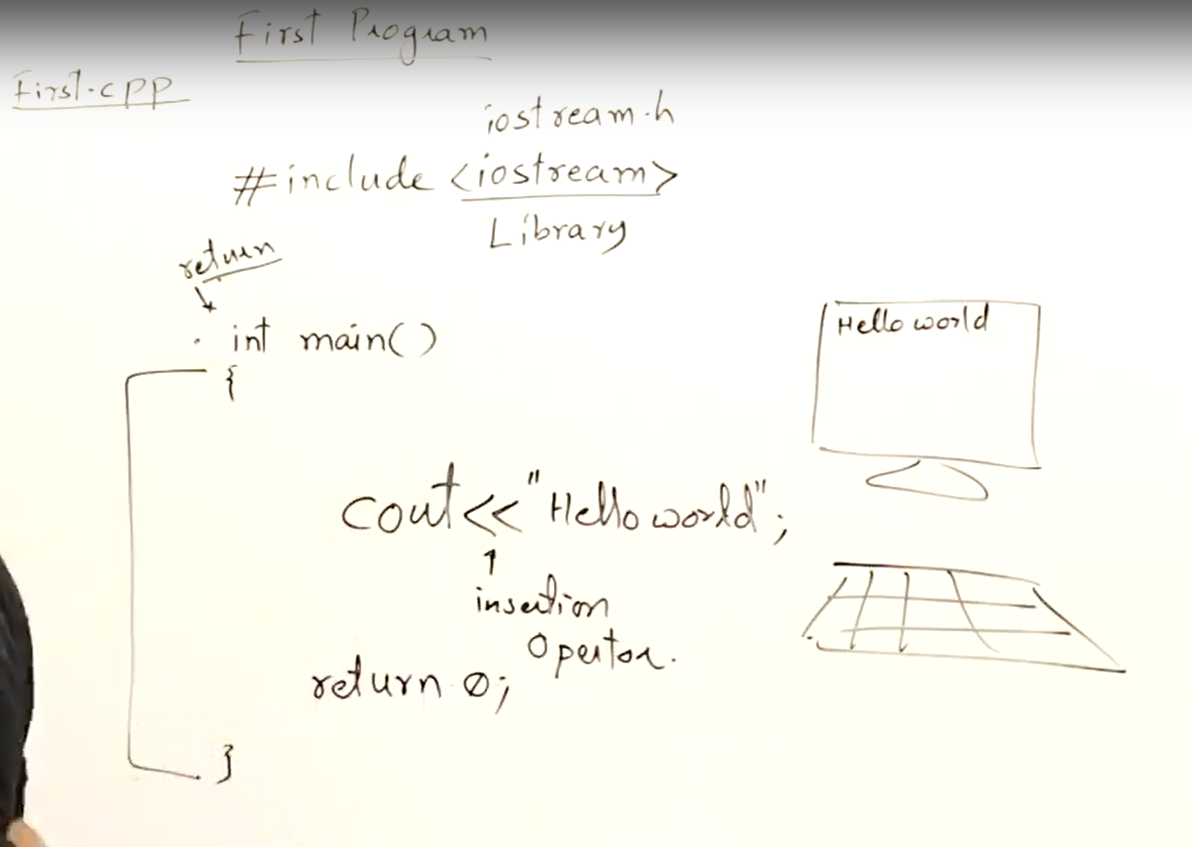 First Program
First.cpp
iostream.h
#include <iostream>
Library
return
int main()
{
Hello world
cout<<"Hello world";
insertion
Opertor.
return 0;
}